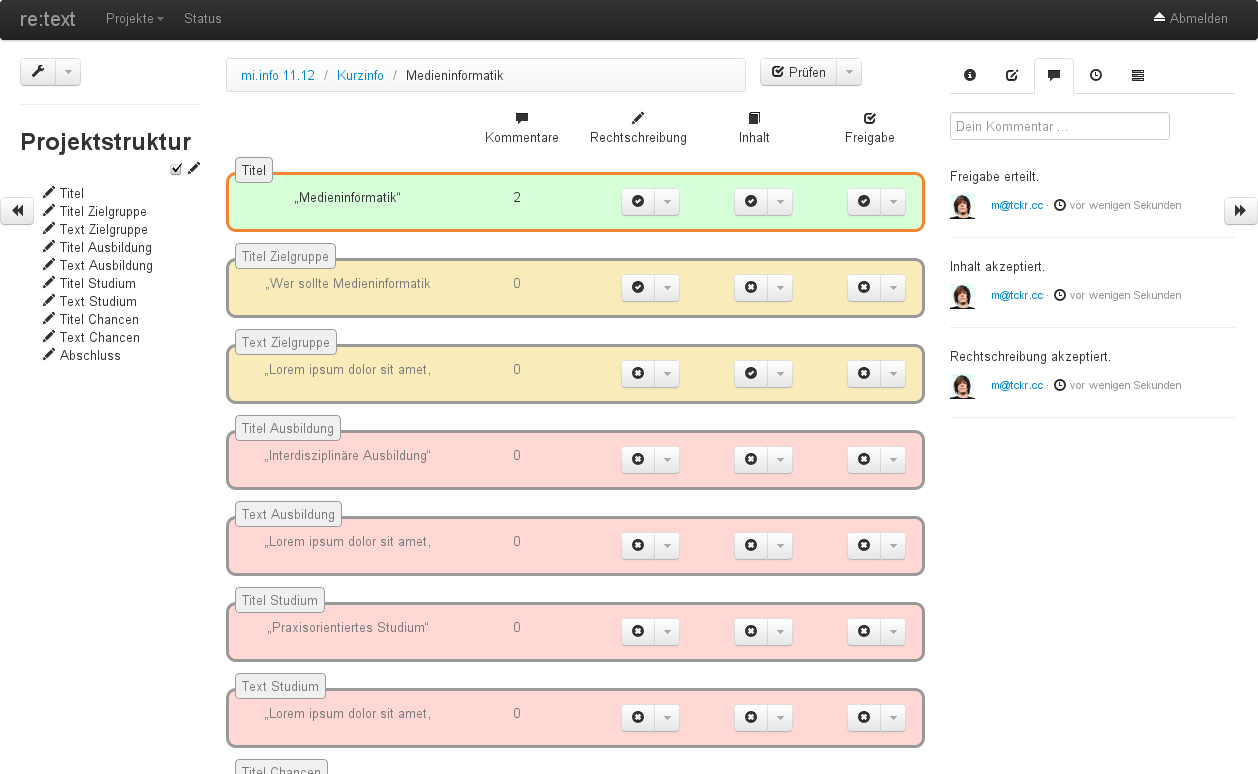 re:text Projekte Status Abmelden
mi.info 11.12 / Kurzinfo / Medieninformatik
Prüfen
Projektstruktur
Titel
Titel Zielgruppe
Text Zielgruppe
Titel Ausbildung
Text Ausbildung
Titel Studium
Text Studium
Titel Chancen
Text Chancen
Abschluss
Kommentare Rechtschreibung Inhalt Freigabe
Titel
„Medieninformatik“ 2
Titel Zielgruppe
„Wer sollte Medieninformatik 0
Text Zielgruppe
„Lorem ipsum dolor sit amet, 0
Titel Ausbildung
„Interdisziplinäre Ausbildung“ 0
Text Ausbildung
„Lorem ipsum dolor sit amet, 0
Titel Studium
„Praxisorientiertes Studium“ 0
Text Studium
„Lorem ipsum dolor sit amet, 0
Titel Chancen
Dein Kommentar ...
Freigabe erteilt.
m@tckr.cc · vor wenigen Sekunden
Inhalt akzeptiert.
m@tckr.cc · vor wenigen Sekunden
Rechtschreibung akzeptiert.
m@tckr.cc · vor wenigen Sekunden